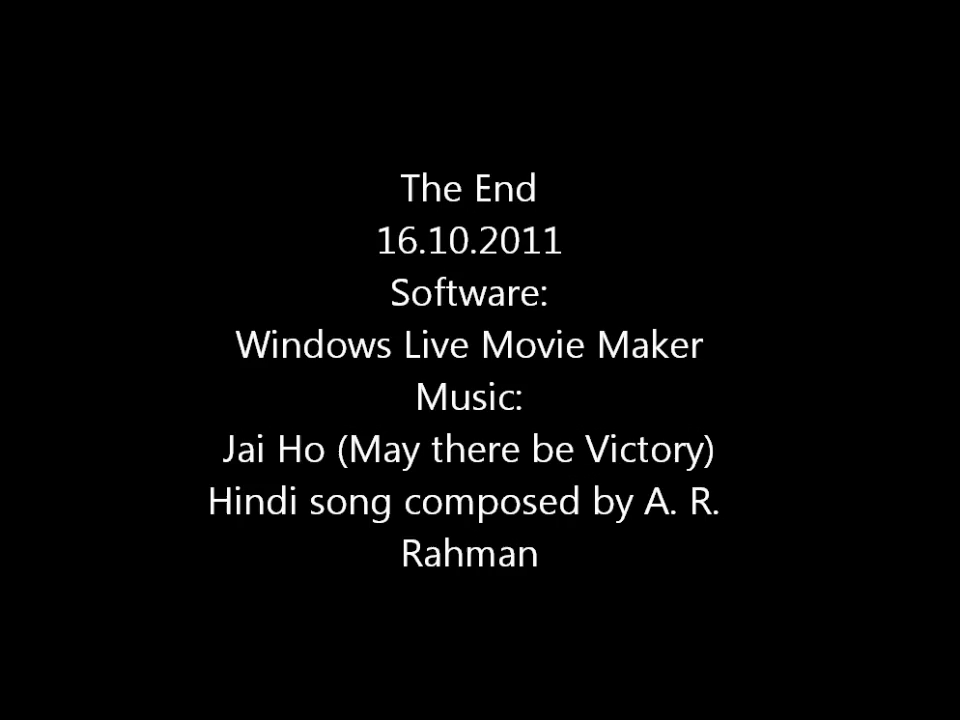 The End
16.10.2011
Software:
Windows Live Movie Maker
Music:
Jai Ho (May there be Victory)
Hindi song composed by A. R.
Rahman